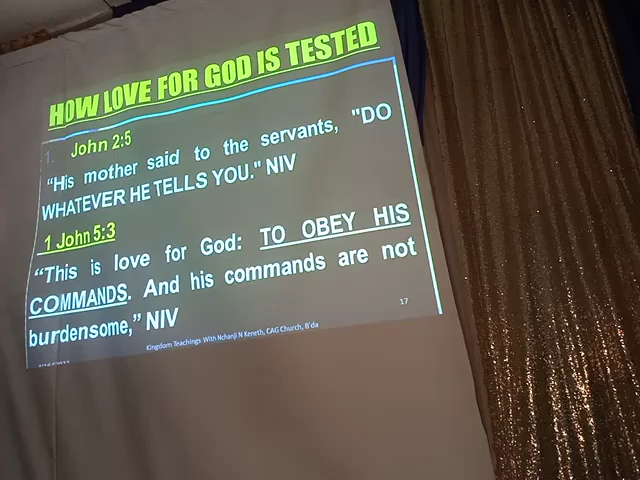 HOW LOVE FOR GOD IS TESTED
1. John 2:5
“His mother said to the servants, "DO
WHATEVER HE TELLS YOU." NIV
1 John 5:3
“This is love for God: TO OBEY HIS
COMMANDS. And his commands are not
burdensome,” NIV
17
Kingdom Teachings With Nchanji N Keneth, CAG Church, B'da